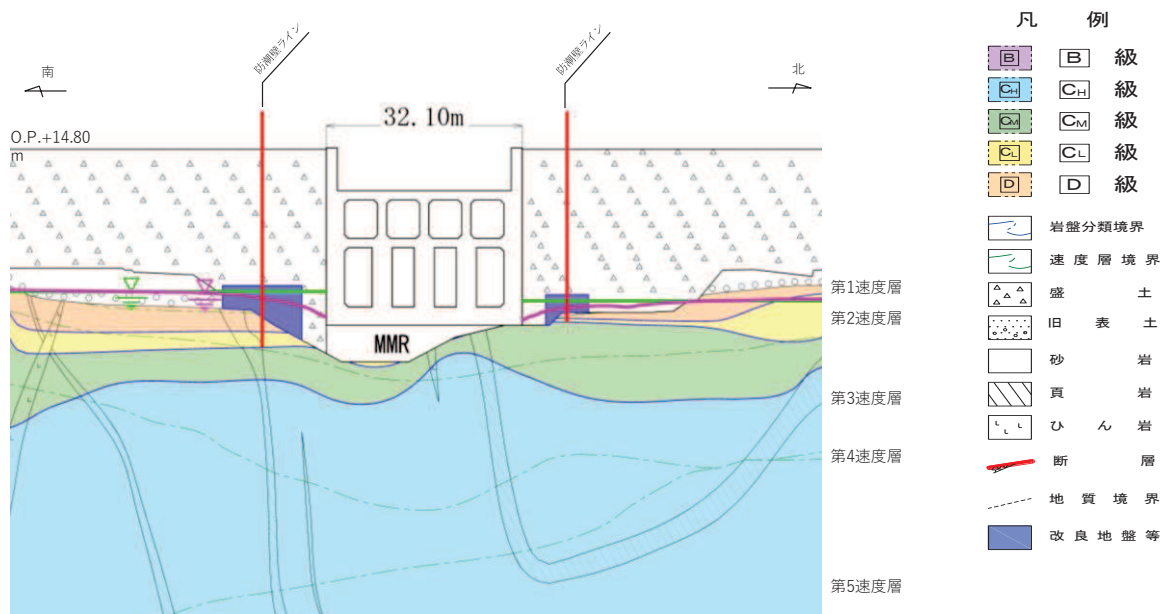 南
防潮壁ライン
防潮壁ライン
北
32.10m
O.P.+14.80
m
MMR
第1速度層
第2速度層
第3速度層
第4速度層
第5速度層
凡 例
B B 級
CH CH 級
CM CM 級
CL CL 級
D D 級
岩盤分類境界
速度層境界
盛土
旧表土
砂岩
頁岩
ひん岩
断層
地質境界
改良地盤等